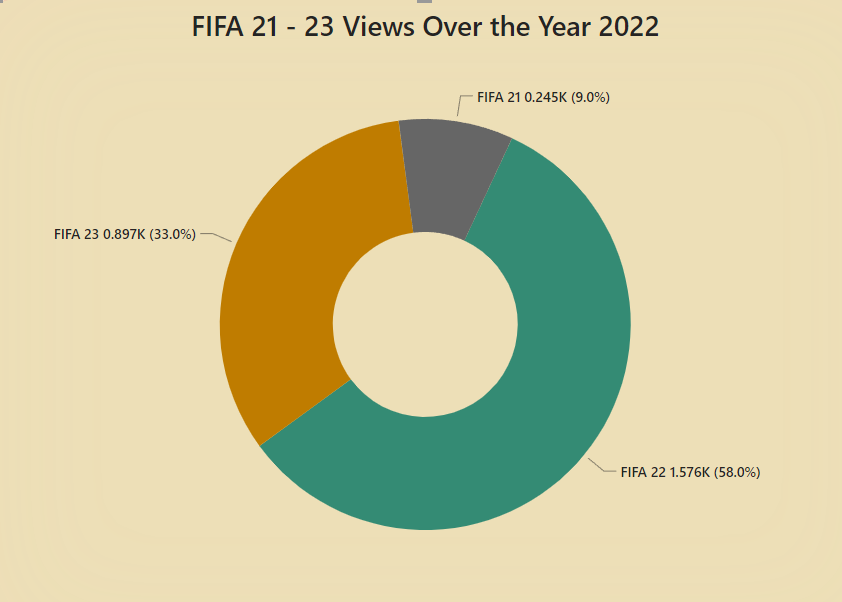 FIFA 21 - 23 Views Over the Year 2022
FIFA 21 0.245K (9.0%)
FIFA 23 0.897K (33.0%)
FIFA 22 1.576K (58.0%)